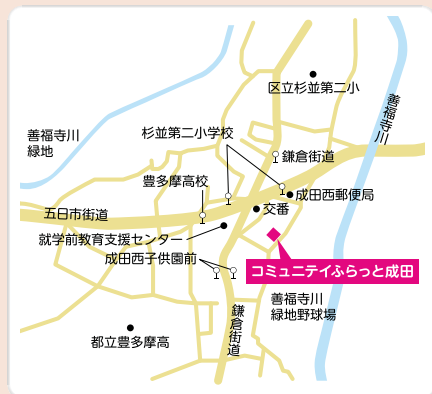 区立杉並第二小
善福寺川
杉並第二小学校
善福寺川
緑地
鎌倉街道
豊多摩高校
成田西郵便局
交番
五日市街道
就学前教育支援センター
成田西子供園前
コミュニテイふらっと成田
善福寺川
緑地野球場
鎌倉街道
都立豊多摩高